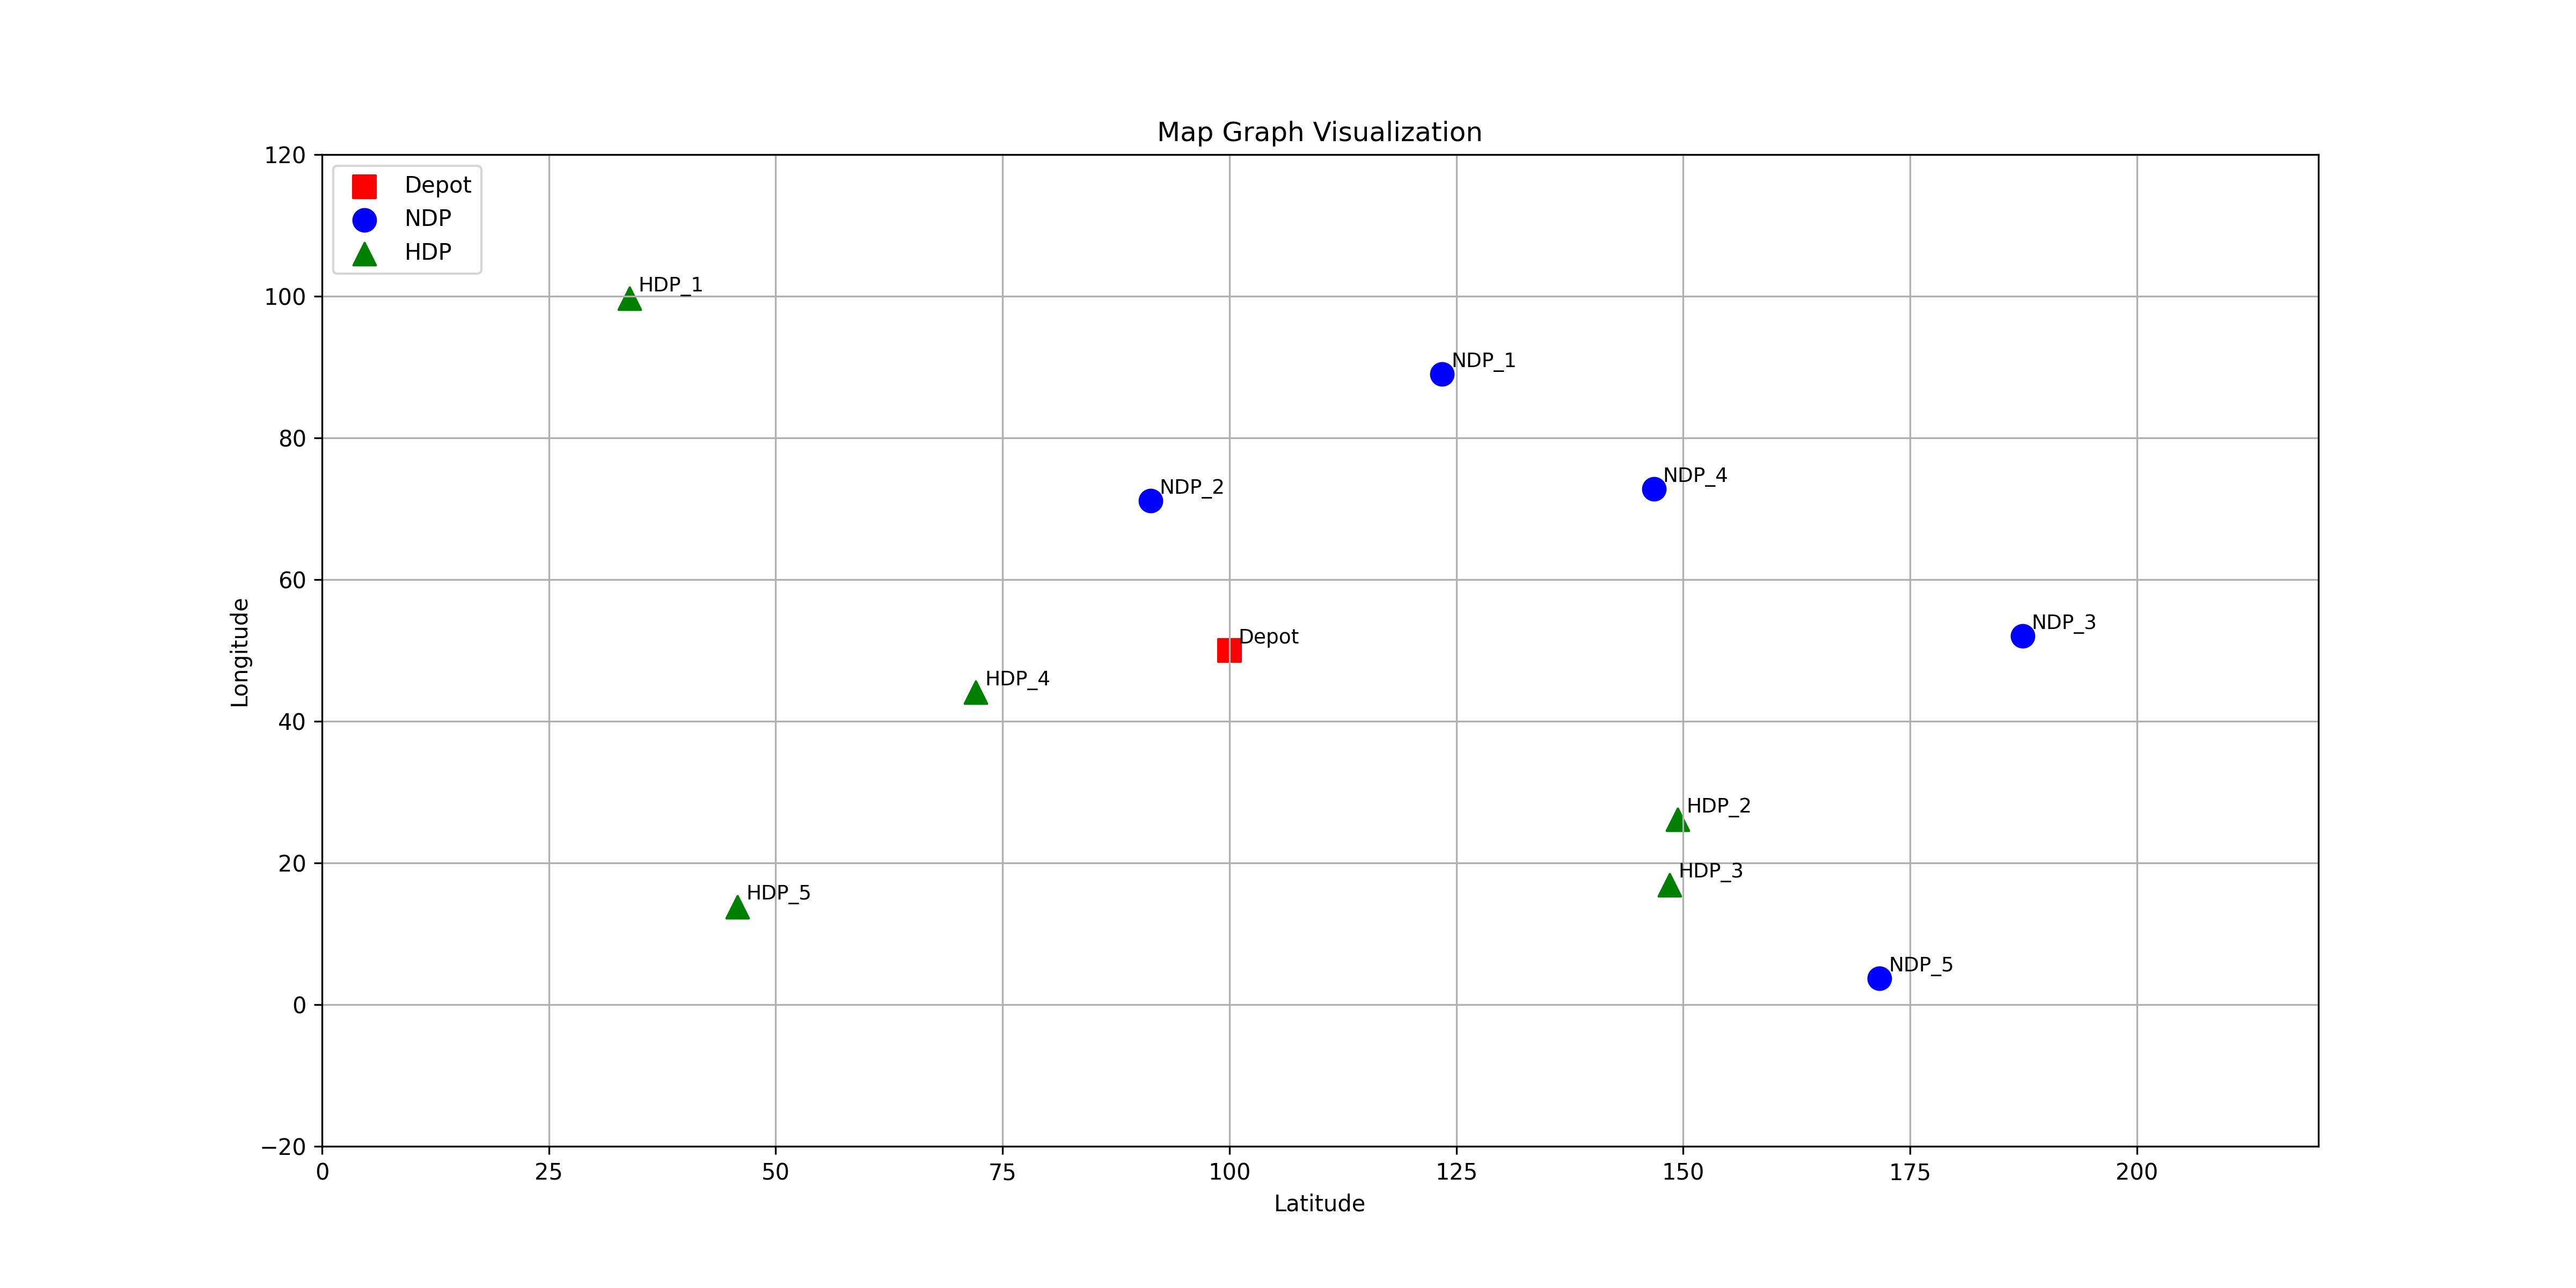 Map Graph Visualization
120
100
80
60
40
20
0
−20
Longitude
Depot
NDP
HDP
HDP_1
NDP_1
NDP_4
NDP_2
NDP_3
Depot
HDP_4
HDP_2
HDP_3
HDP_5
NDP_5
0 25 50 75 100 125 150 175 200
Latitude